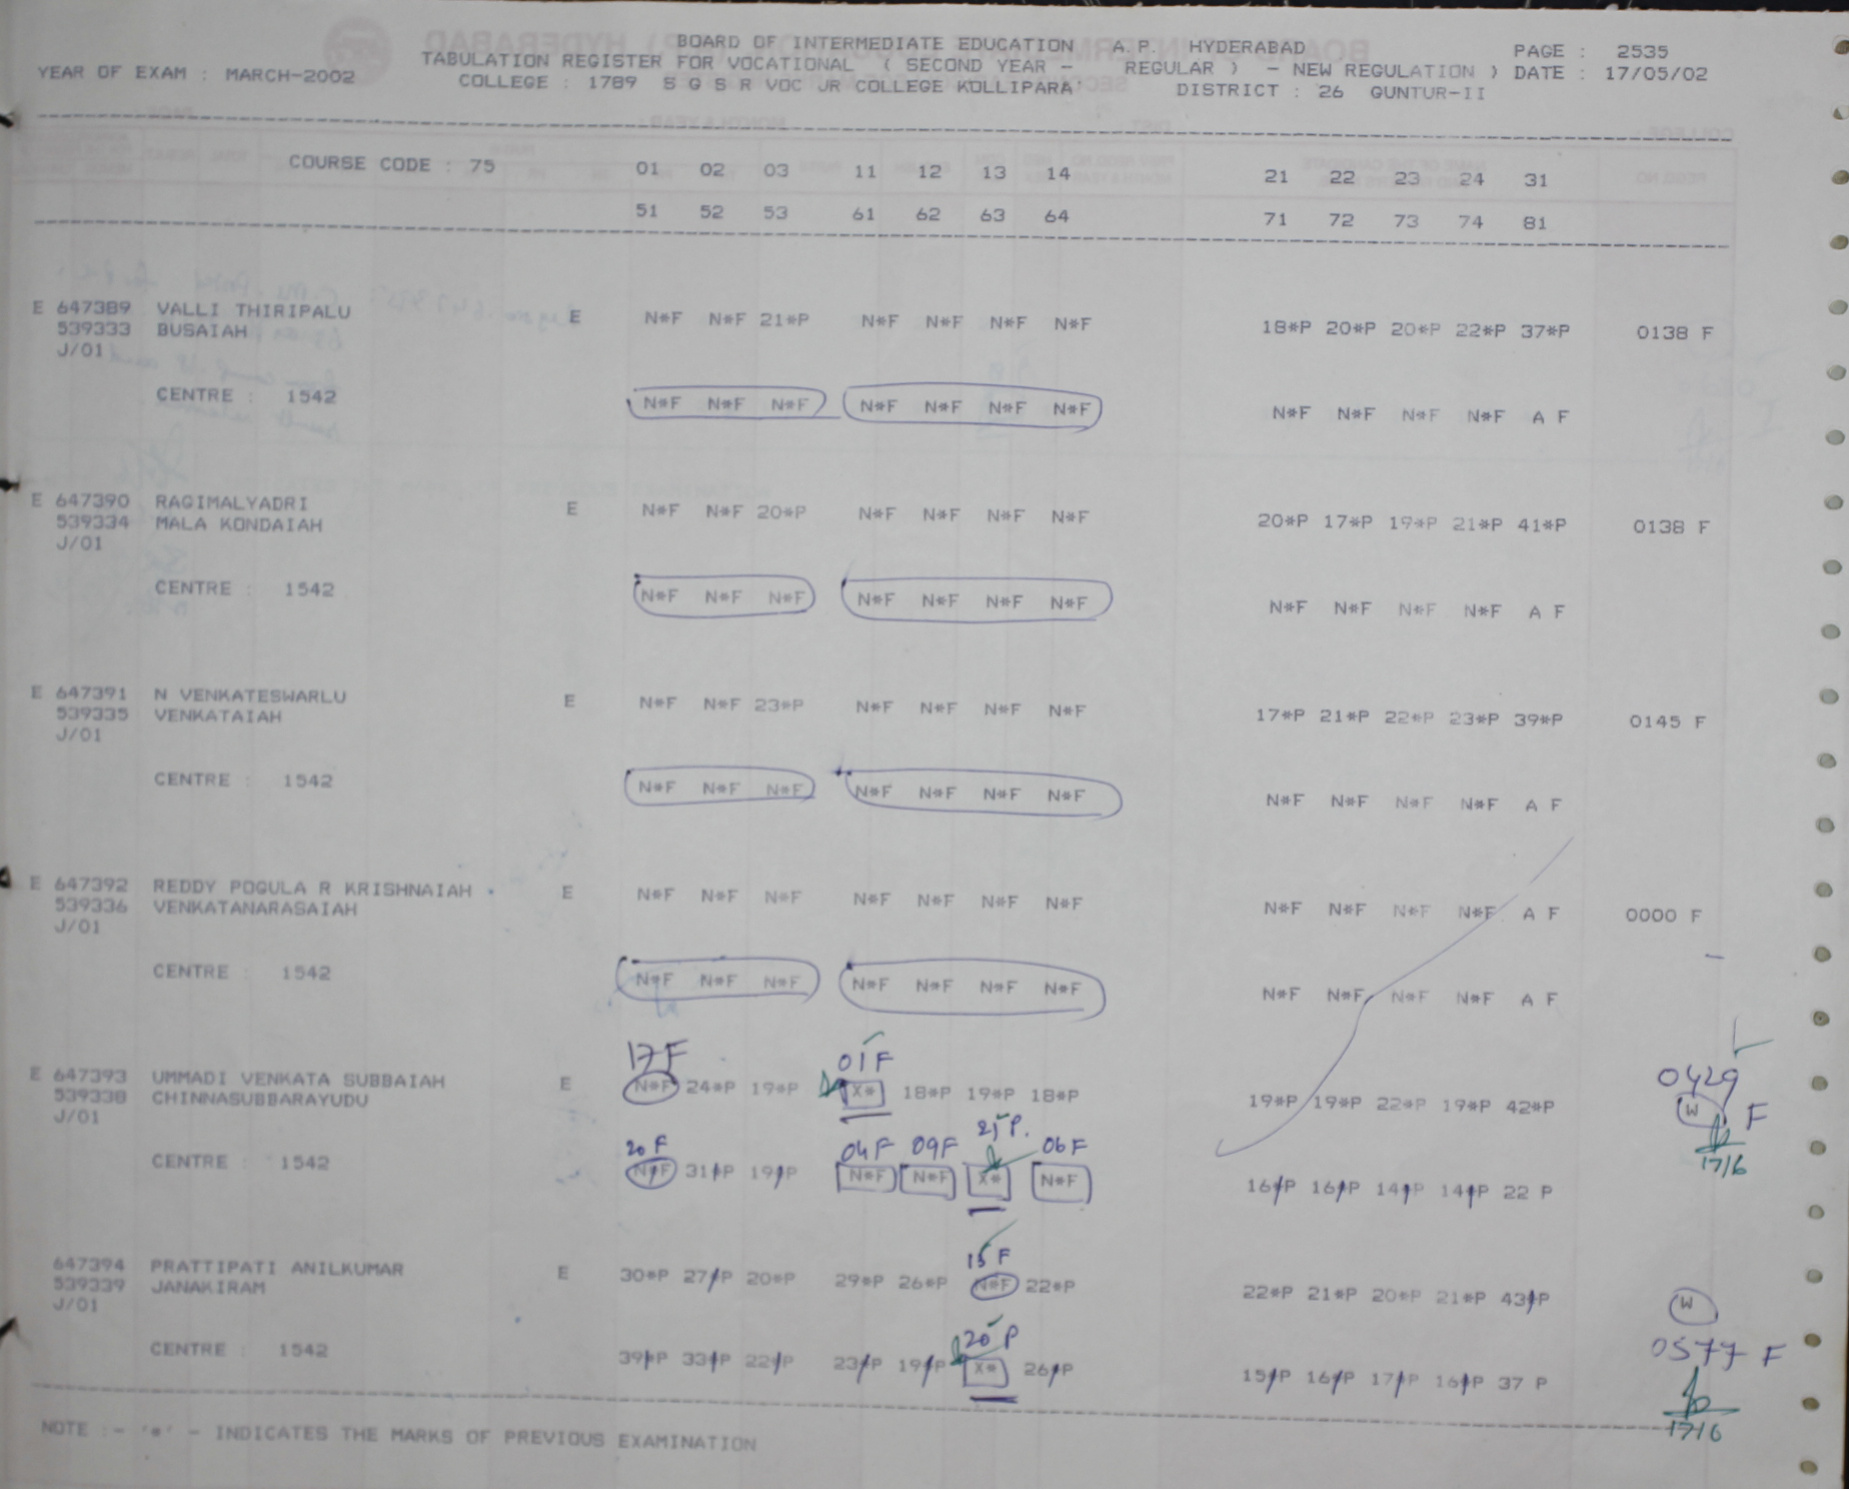 BOARD OF INTERMEDIATE EDUCATION A.P. HYDERABAD PAGE : 2535
YEAR OF EXAM : MARCH-2002 TABULATION REGISTER FOR VOCATIONAL ( SECOND YEAR - REGULAR ) - NEW REGULATION ) DATE : 17/05/02
COLLEGE : 1789 S G S R VOC JR COLLEGE KOLLIPARA DISTRICT : 26 GUNTUR-II
COURSE CODE : 75 01 02 03 11 12 13 14 21 22 23 24 31
51 52 53 61 62 63 64 71 72 73 74 81
E 647389 VALLI THIRIPALU E N*F N*F 21*P N*F N*F N*F N*F 18*P 20*P 20*P 22*P 37*P 0138 F
539333 BUSAIAH
J/01
CENTRE : 1542 N*F N*F N*F N*F N*F N*F N*F N*F N*F N*F N*F A F
E 647390 RAGIMALYADRI E N*F N*F 20*P N*F N*F N*F N*F 20*P 17*P 19*P 21*P 41*P 0138 F
539334 MALA KONDAIAH
J/01
CENTRE : 1542 N*F N*F N*F N*F N*F N*F N*F N*F N*F N*F N*F A F
E 647391 N VENKATESWARLU E N*F N*F 23*P N*F N*F N*F N*F 17*P 21*P 22*P 23*P 39*P 0145 F
539335 VENKATAIAH
J/01
CENTRE : 1542 N*F N*F N*F N*F N*F N*F N*F N*F N*F N*F N*F A F
E 647392 REDDY POGULA R KRISHNAIAH E N*F N*F N*F N*F N*F N*F N*F N*F N*F N*F N*F A F 0000 F
539336 VENKATANARASAIAH
J/01
CENTRE : 1542 N*F N*F N*F N*F N*F N*F N*F N*F N*F N*F N*F A F
17F 01F 0429
E 647393 UMMADI VENKATA SUBBAIAH E N*F 24*P 19*P X* 18*P 19*P 18*P 19*P 19*P 22*P 19*P 42*P W F
539338 CHINNASUBBARAYUDU
J/01
20 F 04F 09F 25 P. 06F 17/6
CENTRE : 1542 N*F 31*P 19*P N*F N*F X* N*F 16*P 16*P 14*P 14*P 22 P
15 F
647394 PRATTIPATI ANILKUMAR E 30*P 27*P 20*P 29*P 26*P N*F 22*P 22*P 21*P 20*P 21*P 43*P W
539339 JANAKIRAM
J/01
20 P 0577 F
CENTRE : 1542 39*P 33*P 22*P 23*P 19*P X* 26*P 15*P 16*P 17*P 16*P 37 P
17/6
NOTE :- '*' - INDICATES THE MARKS OF PREVIOUS EXAMINATION